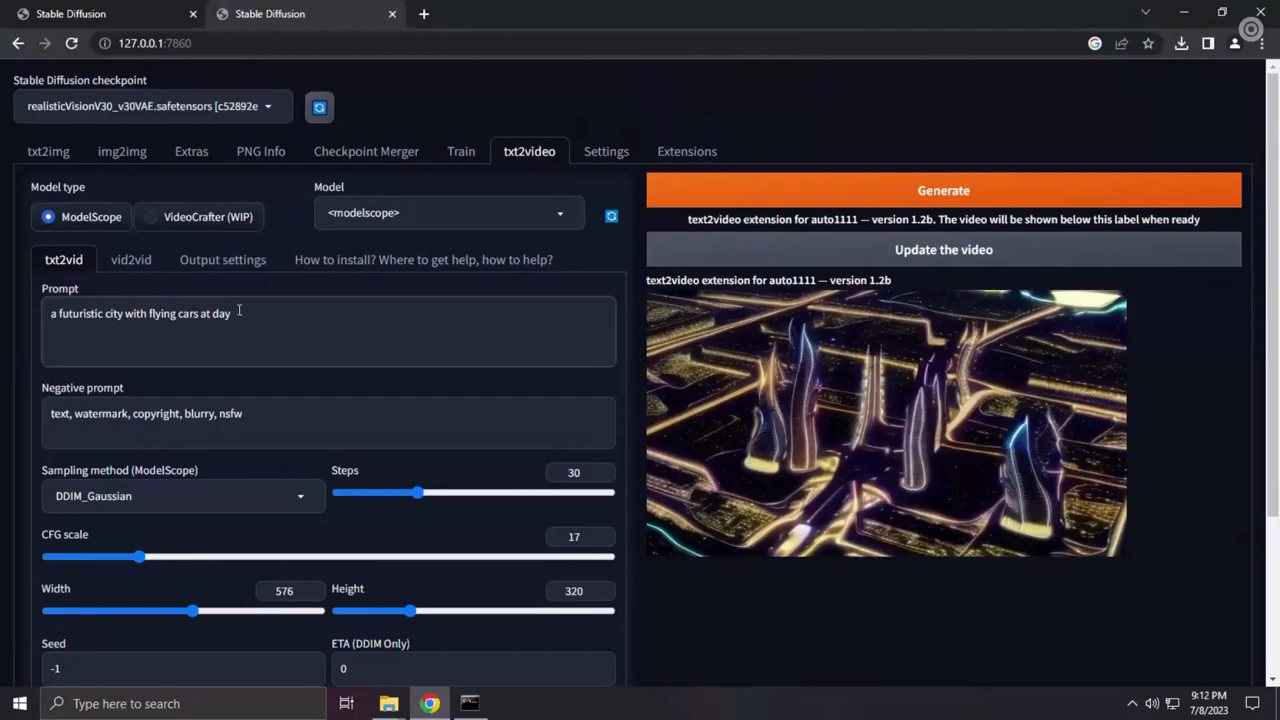 Stable Diffusion
Stable Diffusion
127.0.0.1:7860
Stable Diffusion checkpoint
realisticVisionV30_v30VAE.safetensors [c52892e
txt2img
img2img
Extras
PNG Info
Checkpoint Merger
Train
txt2video
Settings
Extensions
Model type
Model
ModelScope
VideoCrafter (WIP)
<modelscope>
Generate
text2video extension for auto1111 — version 1.2b. The video will be shown below this label when ready
Update the video
text2video extension for auto1111 — version 1.2b
txt2vid
vid2vid
Output settings
How to install? Where to get help, how to help?
Prompt
a futuristic city with flying cars at day
Negative prompt
text, watermark, copyright, blurry, nsfw
Sampling method (ModelScope)
DDIM_Gaussian
Steps
30
CFG scale
17
Width
576
Height
320
Seed
-1
ETA (DDIM Only)
0
Type here to search
9:12 PM
7/8/2023